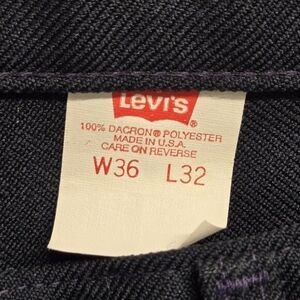 Levi's ®
100% DACRON® POLYESTER
MADE IN U.S.A.
CARE ON REVERSE
W36 L32